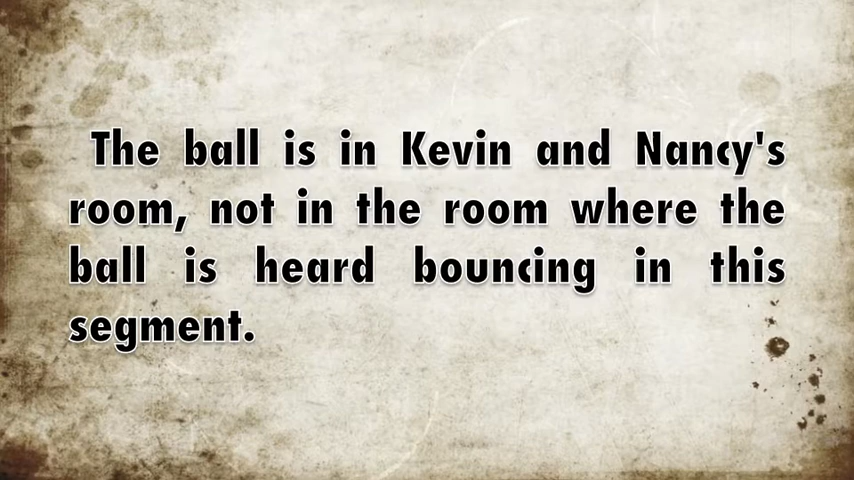 The ball is in Kevin and Nancy's
room, not in the room where the
ball is heard bouncing in this
segment.